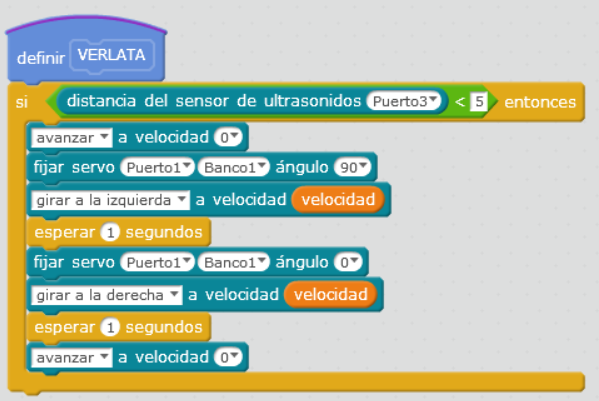 definir VERLATA
si distancia del sensor de ultrasonidos Puerto3 < 5 entonces
avanzar a velocidad 0
fijar servo Puerto1 Banco1 ángulo 90
girar a la izquierda a velocidad velocidad
esperar 1 segundos
fijar servo Puerto1 Banco1 ángulo 0
girar a la derecha a velocidad velocidad
esperar 1 segundos
avanzar a velocidad 0